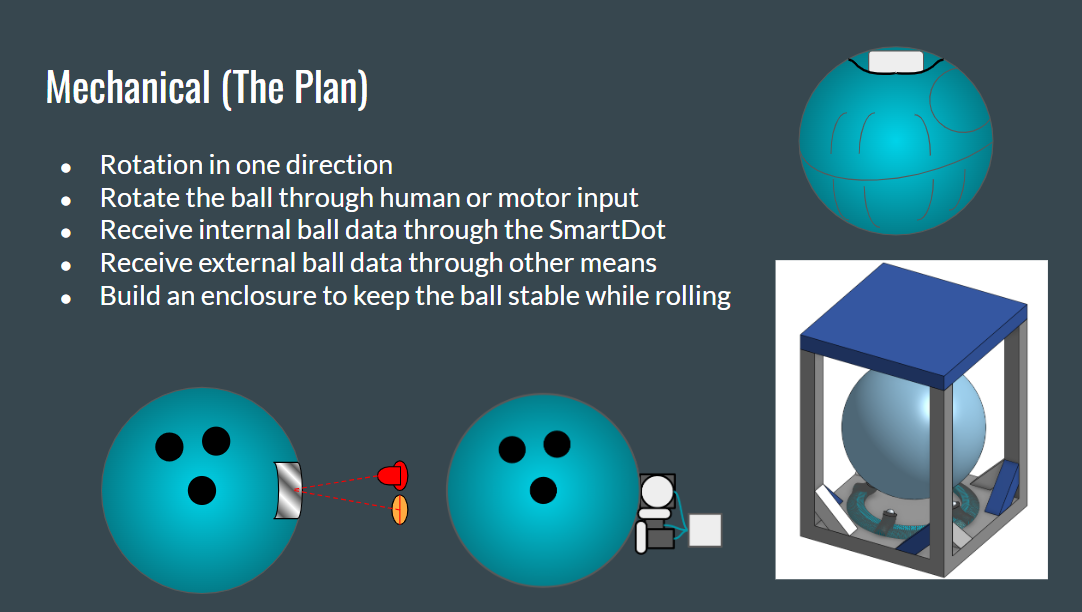 Mechanical (The Plan)
● Rotation in one direction
● Rotate the ball through human or motor input
● Receive internal ball data through the SmartDot
● Receive external ball data through other means
● Build an enclosure to keep the ball stable while rolling